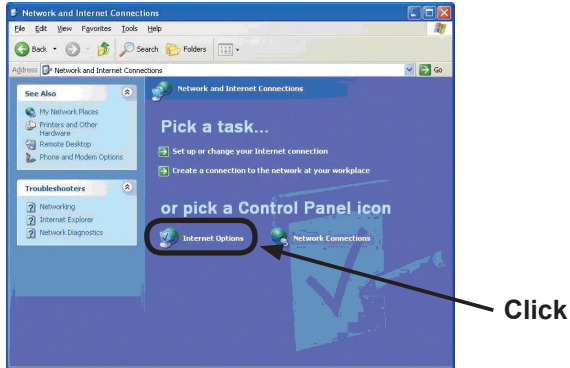 Network and Internet Connections
File Edit View Favorites Tools Help
Back Search Folders
Address Network and Internet Connections Go
See Also
My Network Places
Printers and Other
Hardware
Remote Desktop
Phone and Modem Options
Troubleshooters
Networking
Internet Explorer
Network Diagnostics
Network and Internet Connections
Pick a task...
Set up or change your Internet connection
Create a connection to the network at your workplace
or pick a Control Panel icon
Internet Options Network Connections
Click